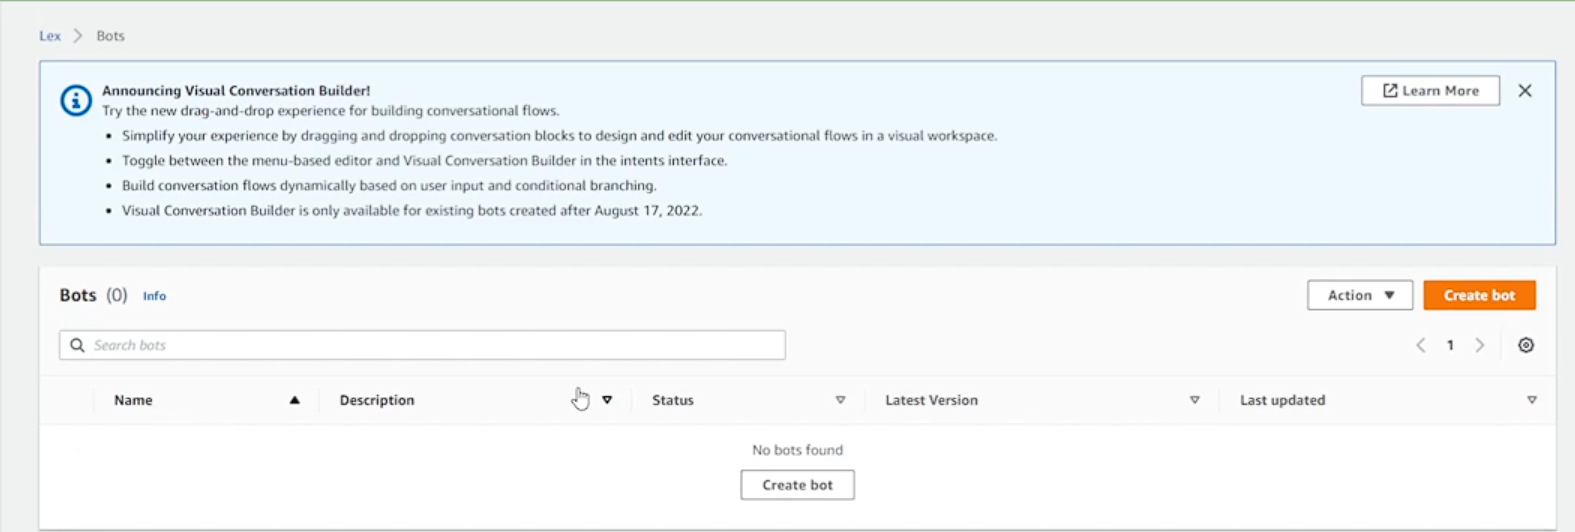 Lex > Bots
Announcing Visual Conversation Builder!
Learn More
Try the new drag-and-drop experience for building conversational flows.
• Simplify your experience by dragging and dropping conversation blocks to design and edit your conversational flows in a visual workspace.
• Toggle between the menu-based editor and Visual Conversation Builder in the intents interface.
• Build conversation flows dynamically based on user input and conditional branching.
• Visual Conversation Builder is only available for existing bots created after August 17, 2022.
Bots (0) Info
Action Create bot
Search bots
1
Name Description Status Latest Version Last updated
No bots found
Create bot